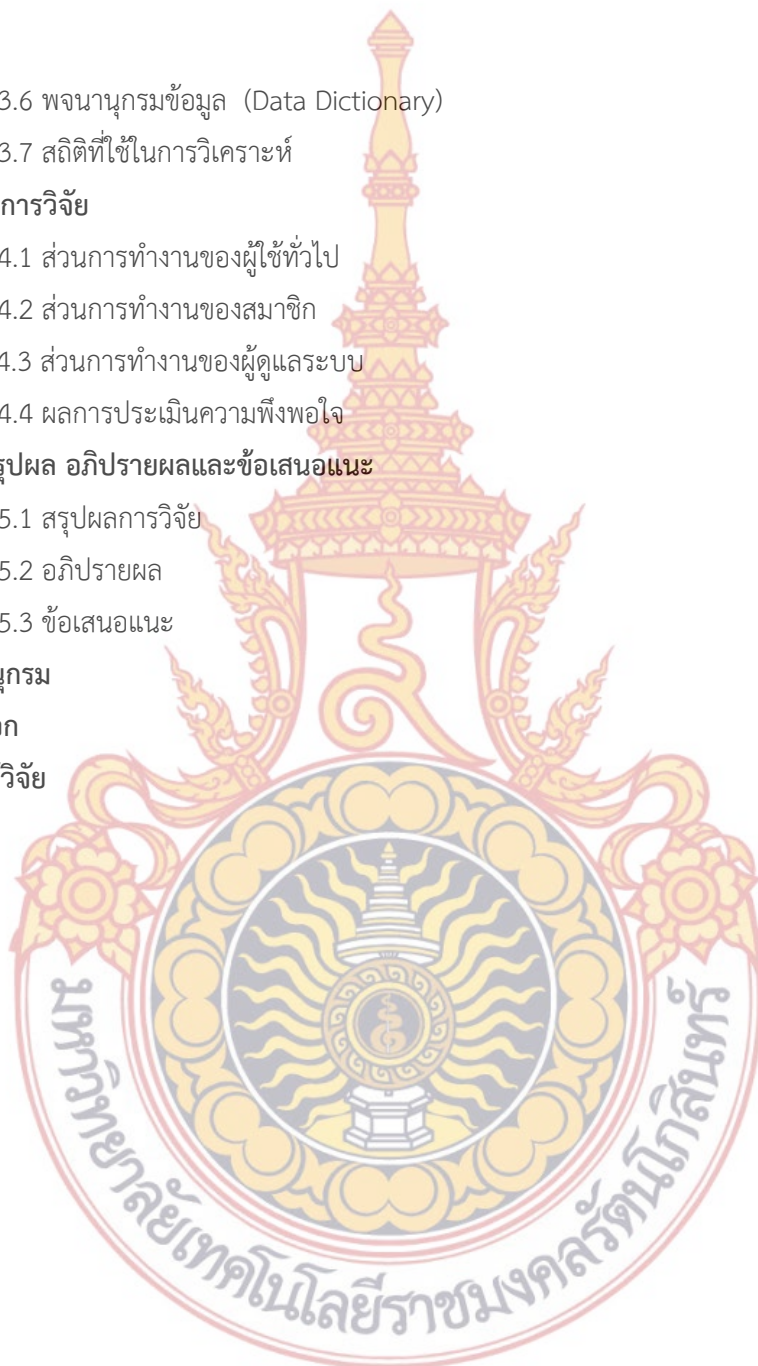 3.6 พจนานุกรมข้อมูล (Data Dictionary)
3.7 สถิติที่ใช้ในการวิเคราะห์
การวิจัย
4.1 ส่วนการทำงานของผู้ใช้ทั่วไป
4.2 ส่วนการทำงานของสมาชิก
4.3 ส่วนการทำงานของผู้ดูแลระบบ
4.4 ผลการประเมินความพึงพอใจ
รุปผล อภิปรายผลและข้อเสนอแนะ
5.1 สรุปผลการวิจัย
5.2 อภิปรายผล
5.3 ข้อเสนอแนะ
นุกรม
วก
วิจัย
มหาวิทยาลัยเทคโนโลยีราชมงคลรัตนโกสินทร์